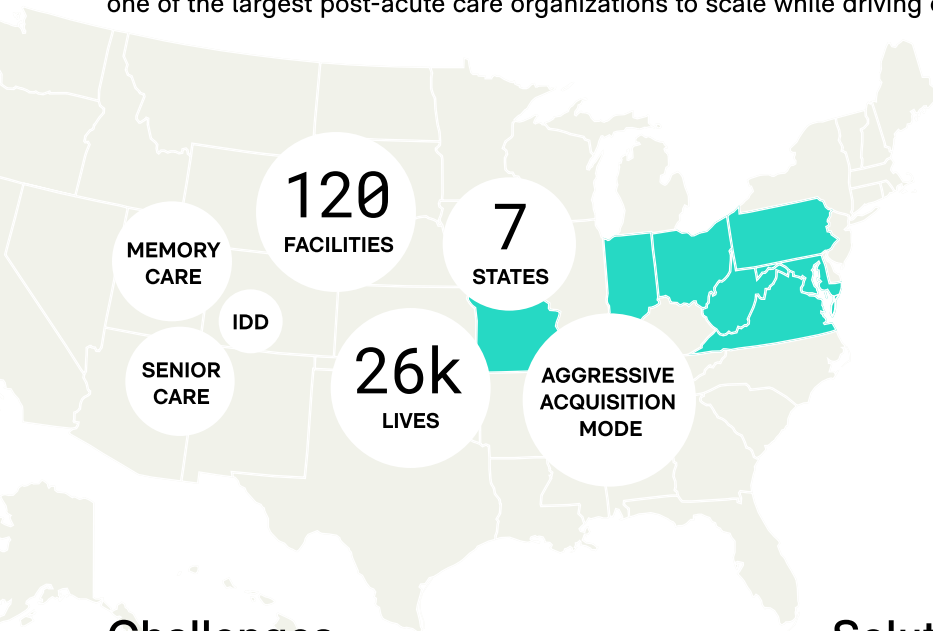 one of the largest post-acute care organizations to scale while driving
120
FACILITIES
7
STATES
MEMORY
CARE
IDD
SENIOR
CARE
26k
LIVES
AGGRESSIVE
ACQUISITION
MODE
Challenges